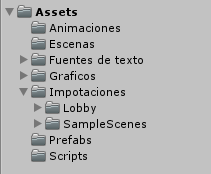 Assets
Animaciones
Escenas
Fuentes de texto
Graficos
Impotaciones
Lobby
SampleScenes
Prefabs
Scripts